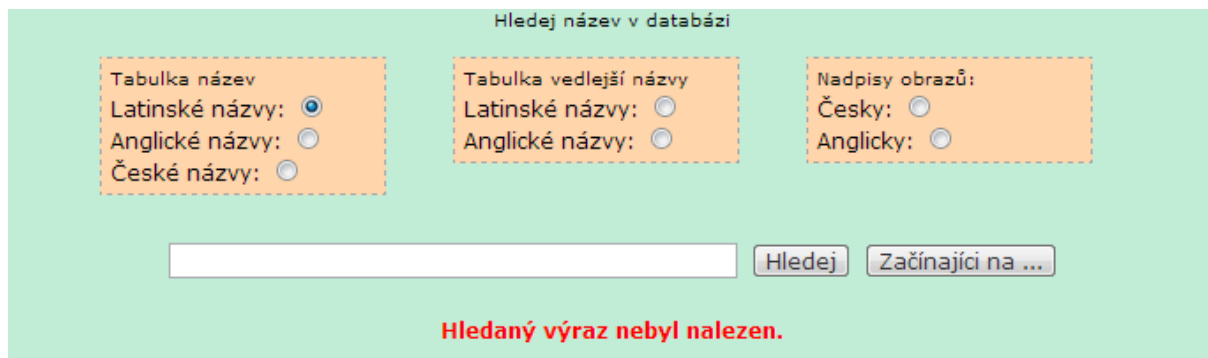 Hledej název v databázi
Tabulka název
Latinské názvy:
Anglické názvy:
České názvy:
Tabulka vedlejší názvy
Latinské názvy:
Anglické názvy:
Nadpisy obrazů:
Česky:
Anglicky:
Hledej
Začínajíci na ...
Hledaný výraz nebyl nalezen.